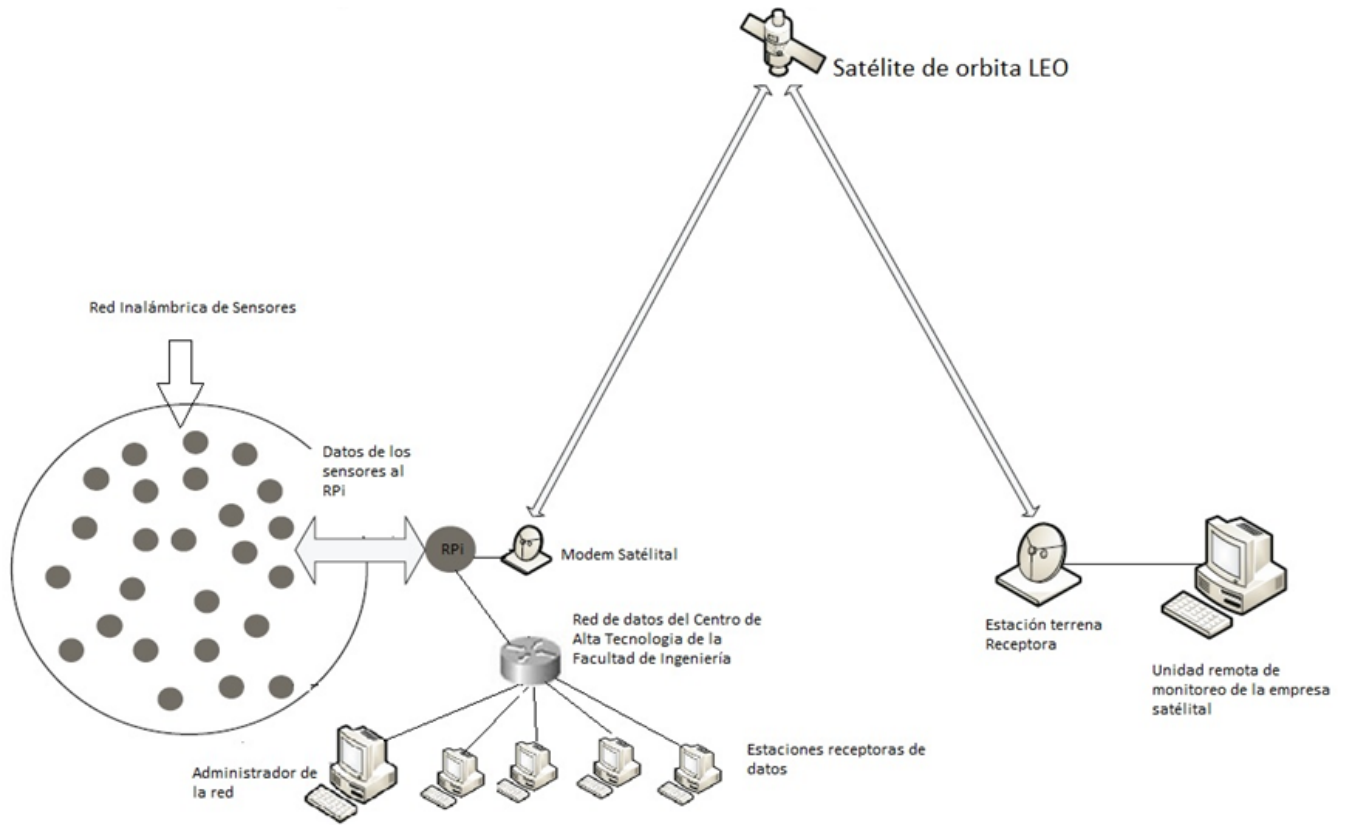 Satélite de orbita LEO
Red Inalámbrica de Sensores
Datos de los
sensores al
RPi
RPi
Modem Satélital
Red de datos del Centro de
Alta Tecnologia de la
Facultad de Ingeniería
Estación terrena
Receptora
Unidad remota de
monitoreo de la empresa
satélital
Administrador de
la red
Estaciones receptoras de
datos